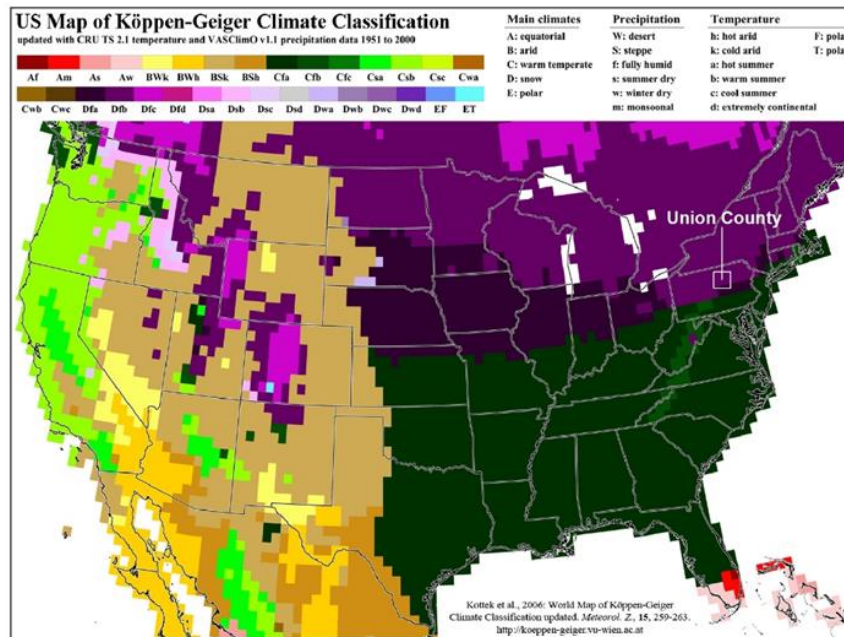 US Map of Köppen-Geiger Climate Classification
updated with CRU TS 2.1 temperature and VASClimO v1.1 precipitation data 1951 to 2000
Af Am As Aw BWk BWh BSk BSh Cfa Cfb Cfc Csa Csb Csc Cwa
Cwb Cwc Dfa Dfb Dfc Dfd Dsa Dsb Dsc Dsd Dwa Dwb Dwc Dwd EF ET
Main climates
A: equatorial
B: arid
C: warm temperate
D: snow
E: polar
Precipitation
W: desert
S: steppe
f: fully humid
s: summer dry
w: winter dry
m: monsoonal
Temperature
h: hot arid F: pola
k: cold arid T: pola
a: hot summer
b: warm summer
c: cool summer
d: extremely continental
Union County
Kottek et al., 2006: World Map of Köppen-Geiger
Climate Classification updated. Meteorol. Z., 15, 259-263.
http://koeppen-geiger.vu-wien.ac.at